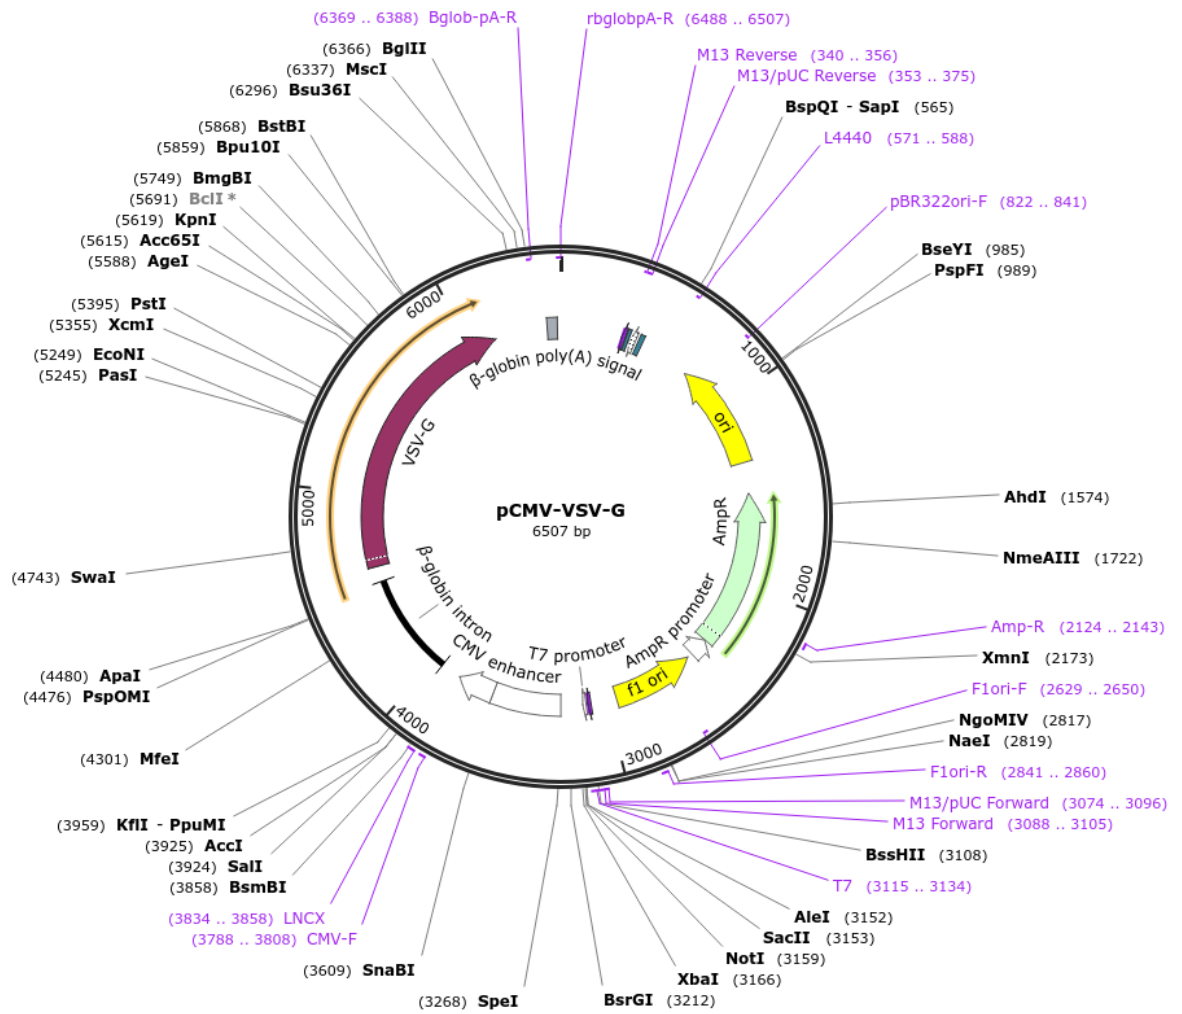 (6369 .. 6388) Bglob-pA-R
rbglobpA-R (6488 .. 6507)
(6366) BglII
(6337) MscI
(6296) Bsu36I
(5868) BstBI
(5859) Bpu10I
(5749) BmgBI
(5691) BclI *
(5619) KpnI
(5615) Acc65I
(5588) AgeI
(5395) PstI
(5355) XcmI
(5249) EcoNI
(5245) PasI
(4743) SwaI
(4480) ApaI
(4476) PspOMI
(4301) MfeI
(3959) KflI - PpuMI
(3925) AccI
(3924) SalI
(3858) BsmBI
(3834 .. 3858) LNCX
(3788 .. 3808) CMV-F
(3609) SnaBI
(3268) SpeI
M13 Reverse (340 .. 356)
M13/pUC Reverse (353 .. 375)
BspQI - SapI (565)
L4440 (571 .. 588)
pBR322ori-F (822 .. 841)
BseYI (985)
PspFI (989)
AhdI (1574)
NmeAIII (1722)
Amp-R (2124 .. 2143)
XmnI (2173)
F1ori-F (2629 .. 2650)
NgoMIV (2817)
NaeI (2819)
F1ori-R (2841 .. 2860)
M13/pUC Forward (3074 .. 3096)
M13 Forward (3088 .. 3105)
BssHII (3108)
T7 (3115 .. 3134)
AleI (3152)
SacII (3153)
NotI (3159)
XbaI (3166)
BsrGI (3212)
1000
2000
3000
4000
5000
6000
β-globin poly(A) signal
ori
AmpR
AmpR promoter
f1 ori
T7 promoter
CMV enhancer
β-globin intron
VSV-G
pCMV-VSV-G
6507 bp